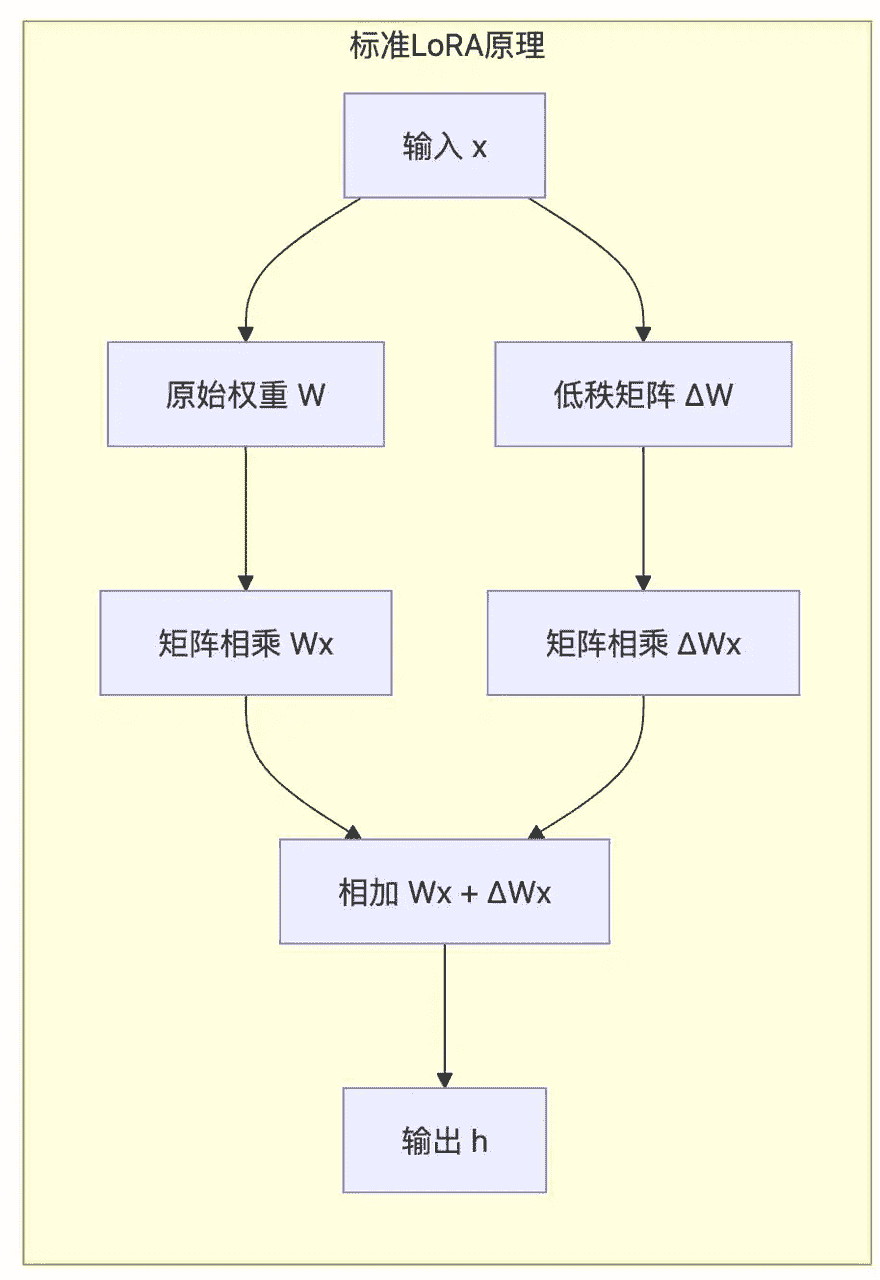 标准LoRA原理
输入 x
原始权重 W
低秩矩阵 ΔW
矩阵相乘 Wx
矩阵相乘 ΔWx
相加 Wx + ΔWx
输出 h